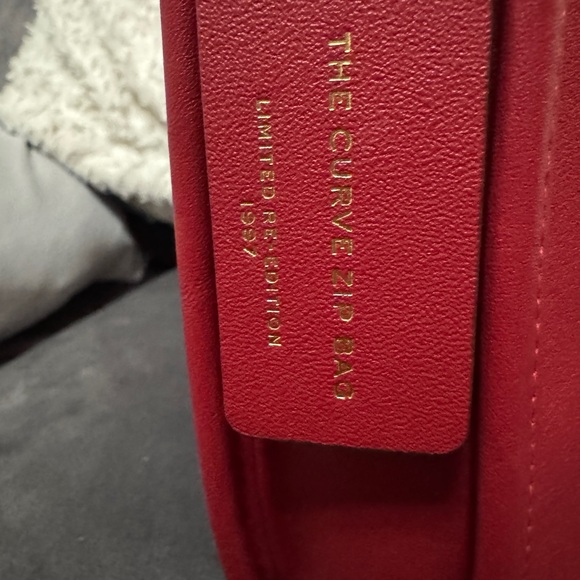 THE CURVE ZIP BAG
LIMITED RE-EDITION
1997